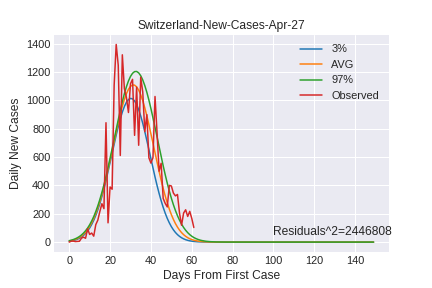 Switzerland-New-Cases-Apr-27
1400
1200
1000
800
600
400
200
0
Daily New Cases
3%
AVG
97%
Observed
Residuals^2=2446808
0 20 40 60 80 100 120 140
Days From First Case